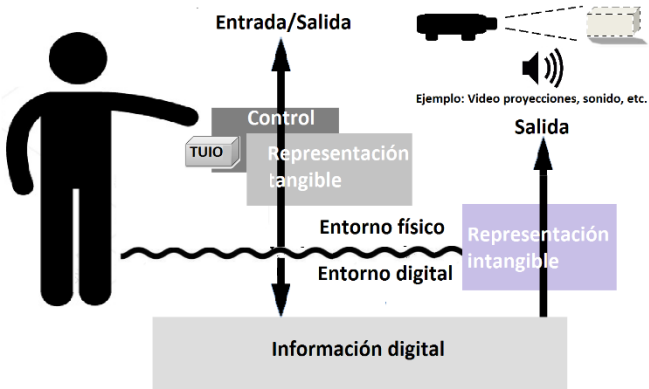 Entrada/Salida
Ejemplo: Video proyecciones, sonido, etc.
Salida
Control
TUIO
Representación
tangible
Entorno físico
Entorno digital
Representación
intangible
Información digital